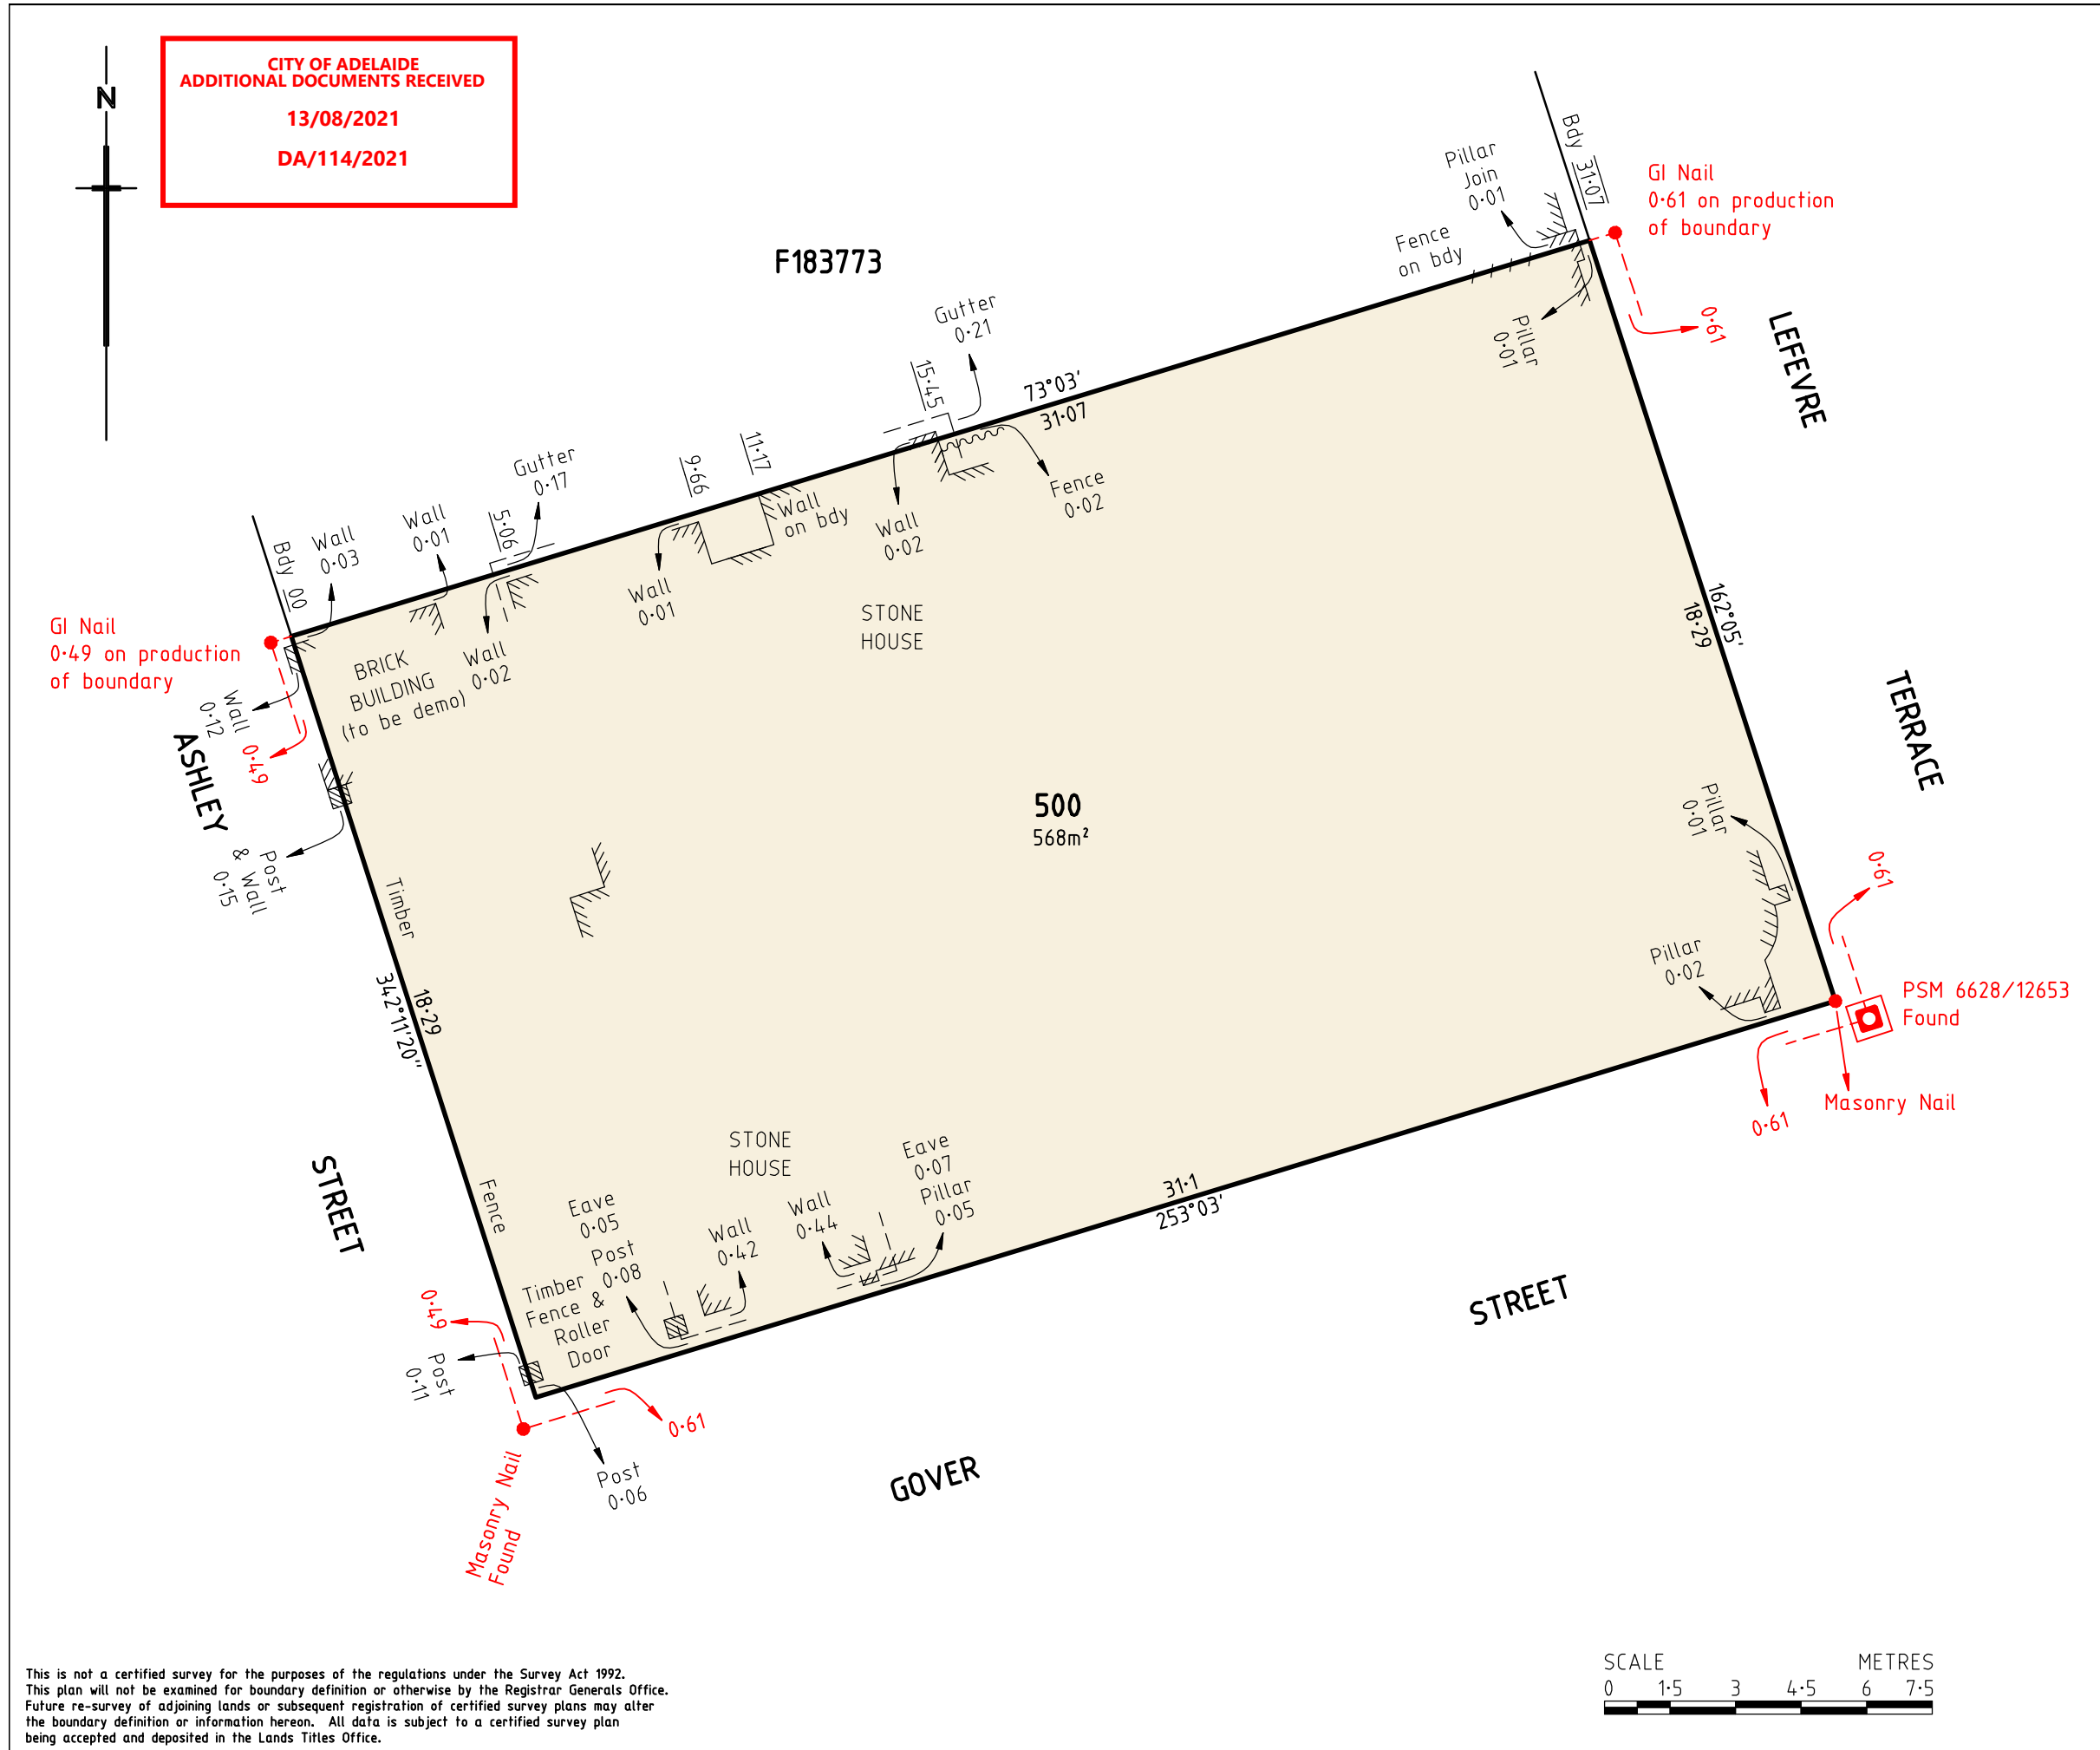 CITY OF ADELAIDE
ADDITIONAL DOCUMENTS RECEIVED
13/08/2021
DA/114/2021
N
F183773
Pillar
Join
0·01
Bdy 31·07
GI Nail
0·61 on production
of boundary
Fence
on bdy
0·61
Pillar
0·01
LEFEVRE
TERRACE
Gutter
0·21
15·45
73°03'
31·07
Fence
0·02
Wall
0·02
11·17
9·66
Wall
on bdy
Wall
0·01
Gutter
0·17
5·06
Wall
0·02
Wall
0·01
Wall
0·03
Bdy 00
GI Nail
0·49 on production
of boundary
BRICK
BUILDING
(to be demo)
STONE
HOUSE
162°05'
18·29
Wall
0·12
0·49
ASHLEY
STREET
Post
& Wall
0·15
Timber
Fence
500
568m²
Pillar
0·01
0·61
Pillar
0·02
PSM 6628/12653
Found
Masonry Nail
0·61
18·29
342°11'20"
STONE
HOUSE
Eave
0·07
Pillar
0·05
Wall
0·44
Wall
0·42
Eave
0·05
Post
0·08
Timber
Fence &
Roller
Door
31·1
253°03'
0·49
Post
0·11
0·61
Post
0·06
Masonry Nail
Found
GOVER
STREET
This is not a certified survey for the purposes of the regulations under the Survey Act 1992.
This plan will not be examined for boundary definition or otherwise by the Registrar Generals Office.
Future re-survey of adjoining lands or subsequent registration of certified survey plans may alter
the boundary definition or information hereon. All data is subject to a certified survey plan
being accepted and deposited in the Lands Titles Office.
SCALE METRES
0 1·5 3 4·5 6 7·5